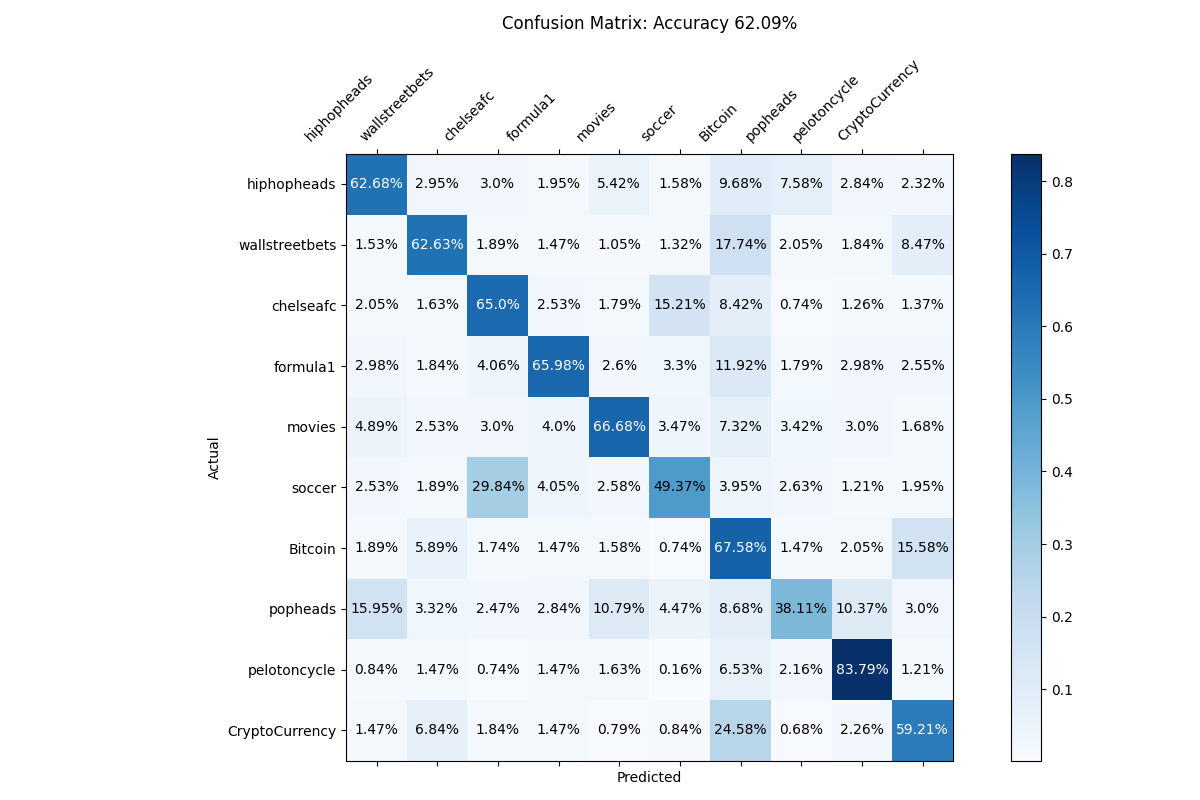 Confusion Matrix: Accuracy 62.09%
hiphopheads wallstreetbets chelseafc formula1 movies soccer Bitcoin popheads pelotoncycle CryptoCurrency
hiphopheads 62.68% 2.95% 3.0% 1.95% 5.42% 1.58% 9.68% 7.58% 2.84% 2.32%
wallstreetbets 1.53% 62.63% 1.89% 1.47% 1.05% 1.32% 17.74% 2.05% 1.84% 8.47%
chelseafc 2.05% 1.63% 65.0% 2.53% 1.79% 15.21% 8.42% 0.74% 1.26% 1.37%
formula1 2.98% 1.84% 4.06% 65.98% 2.6% 3.3% 11.92% 1.79% 2.98% 2.55%
movies 4.89% 2.53% 3.0% 4.0% 66.68% 3.47% 7.32% 3.42% 3.0% 1.68%
soccer 2.53% 1.89% 29.84% 4.05% 2.58% 49.37% 3.95% 2.63% 1.21% 1.95%
Bitcoin 1.89% 5.89% 1.74% 1.47% 1.58% 0.74% 67.58% 1.47% 2.05% 15.58%
popheads 15.95% 3.32% 2.47% 2.84% 10.79% 4.47% 8.68% 38.11% 10.37% 3.0%
pelotoncycle 0.84% 1.47% 0.74% 1.47% 1.63% 0.16% 6.53% 2.16% 83.79% 1.21%
CryptoCurrency 1.47% 6.84% 1.84% 1.47% 0.79% 0.84% 24.58% 0.68% 2.26% 59.21%
Actual
Predicted
0.8
0.7
0.6
0.5
0.4
0.3
0.2
0.1